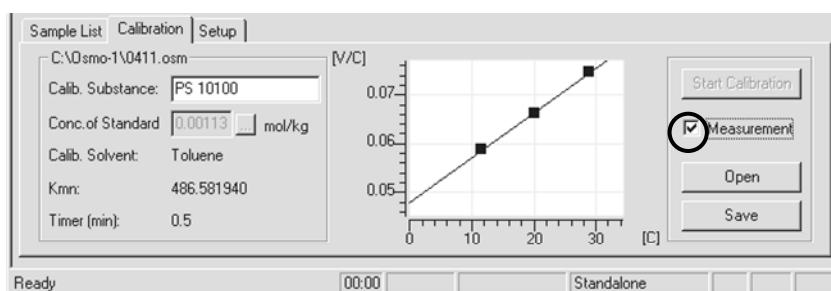 Sample List Calibration Setup
C:\Osmo-1\0411.osm
Calib. Substance: PS 10100
Conc.of Standard 0.00113 ... mol/kg
Calib. Solvent: Toluene
Kmn: 486.581940
Timer (min): 0.5
[V/C]
0.07
0.06
0.05
0 10 20 30 [C]
Start Calibration
Measurement
Open
Save
Ready 00:00 Standalone